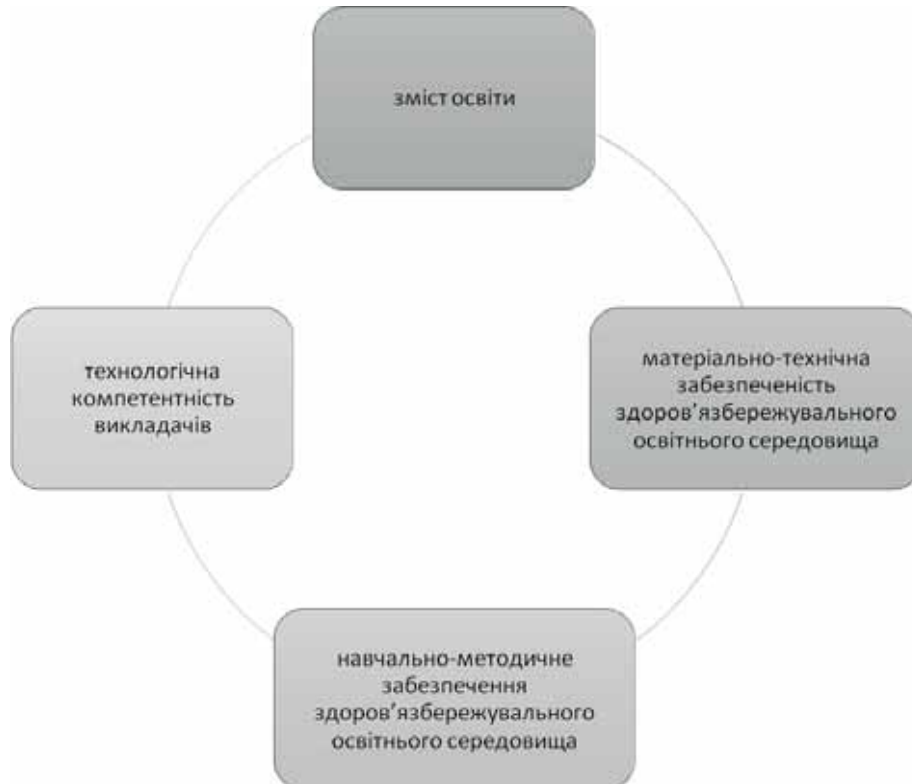 зміст освіти
технологічна
компетентність
викладачів
матеріально-технічна
забезпеченість
здоров’язбережувального
освітнього середовища
навчально-методичне
забезпечення
здоров’язбережувального
освітнього середовища